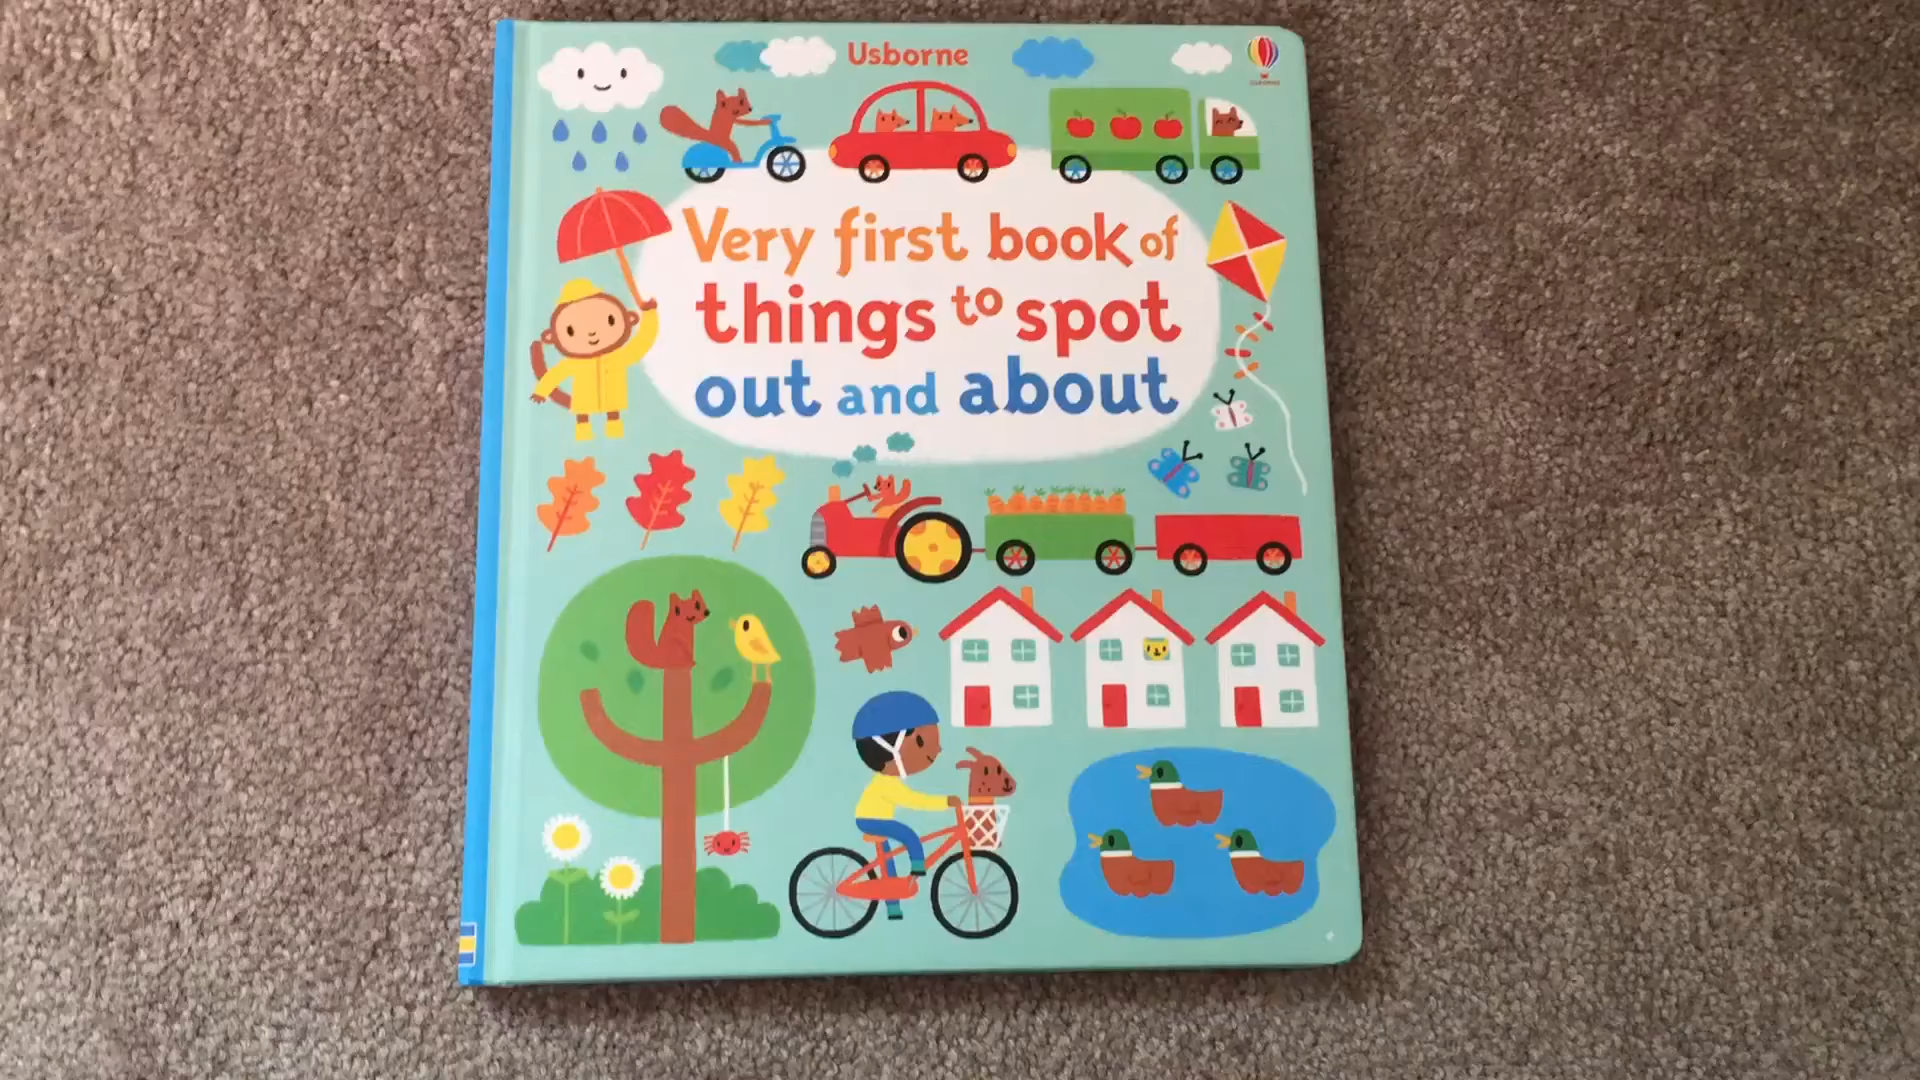 Usborne
Very first book of
things to spot
out and about